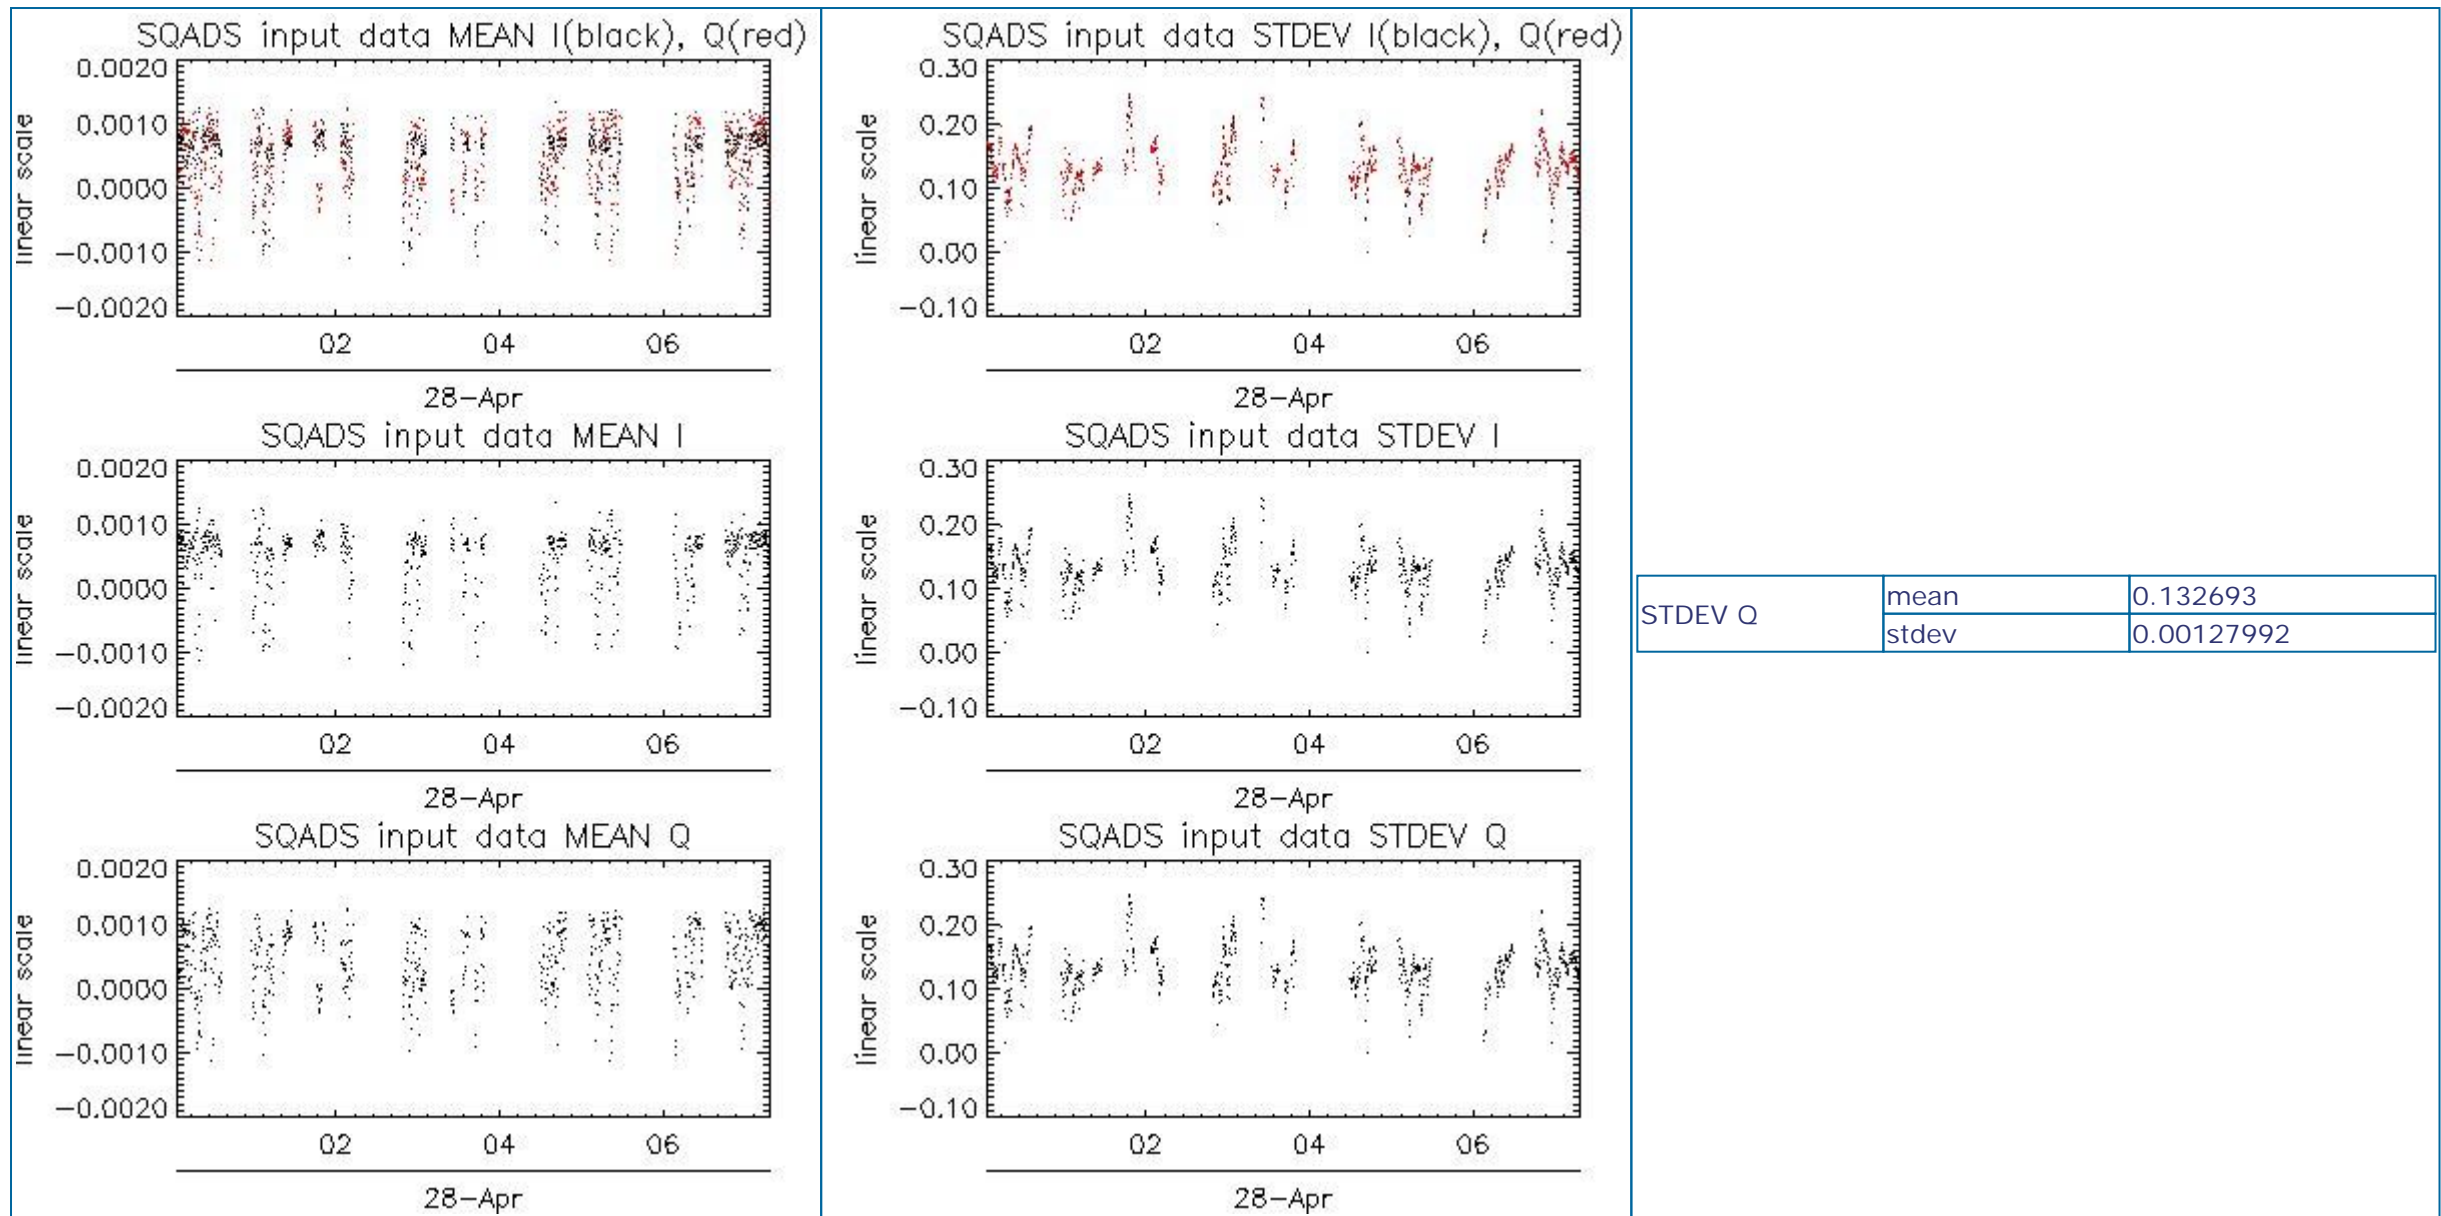 SQADS input data MEAN I(black), Q(red)
0.0020
0.0010
0.0000
-0.0010
-0.0020
linear scale
02 04 06
28-Apr
SQADS input data MEAN I
0.0020
0.0010
0.0000
-0.0010
-0.0020
linear scale
02 04 06
28-Apr
SQADS input data MEAN Q
0.0020
0.0010
0.0000
-0.0010
-0.0020
linear scale
02 04 06
28-Apr
SQADS input data STDEV I(black), Q(red)
0.30
0.20
0.10
0.00
-0.10
linear scale
02 04 06
28-Apr
SQADS input data STDEV I
0.30
0.20
0.10
0.00
-0.10
linear scale
02 04 06
28-Apr
SQADS input data STDEV Q
0.30
0.20
0.10
0.00
-0.10
linear scale
02 04 06
28-Apr
STDEV Q
mean 0.132693
stdev 0.00127992